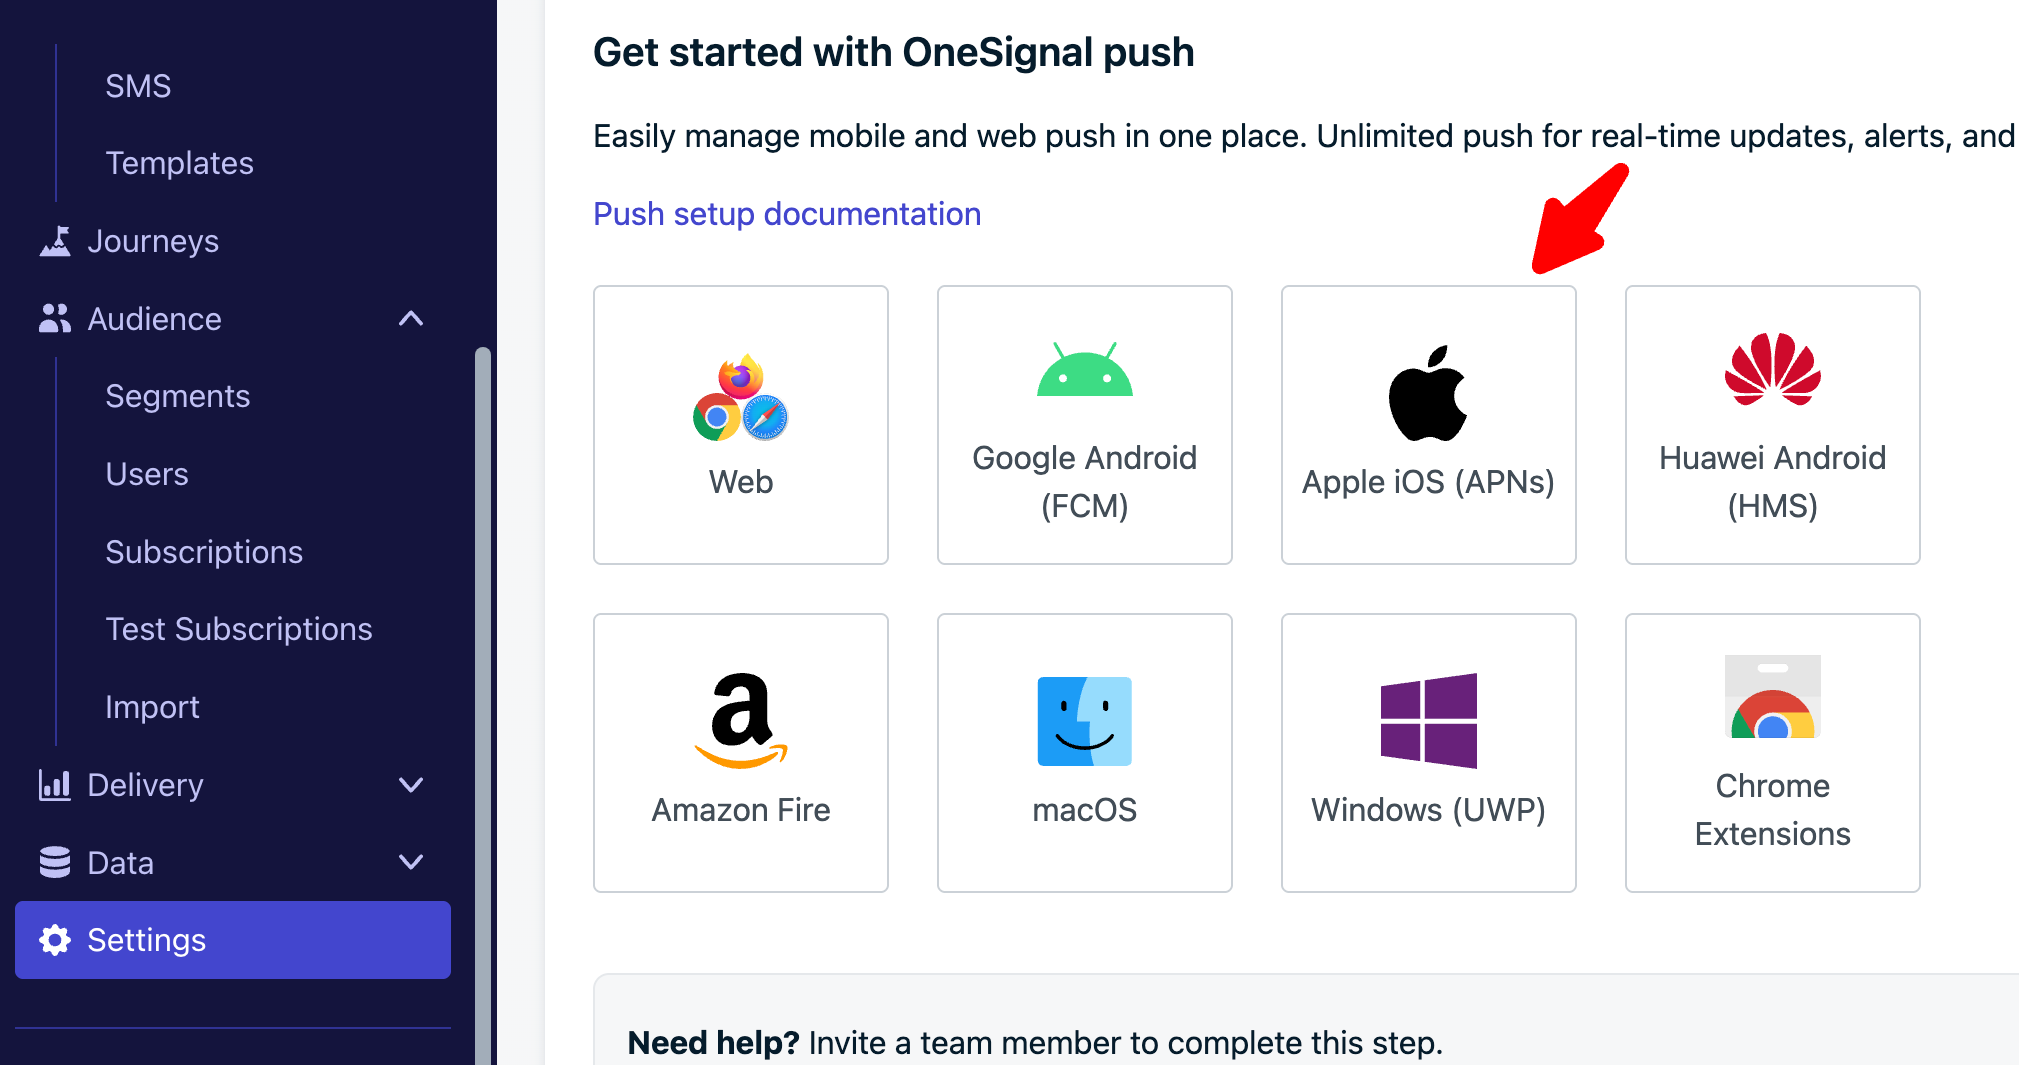 SMS
Templates
Journeys
Audience
Segments
Users
Subscriptions
Test Subscriptions
Import
Delivery
Data
Settings
Get started with OneSignal push
Easily manage mobile and web push in one place. Unlimited push for real-time updates, alerts, and
Push setup documentation
Web
Google Android
(FCM)
Apple iOS (APNs)
Huawei Android
(HMS)
Amazon Fire
macOS
Windows (UWP)
Chrome
Extensions
Need help? Invite a team member to complete this step.